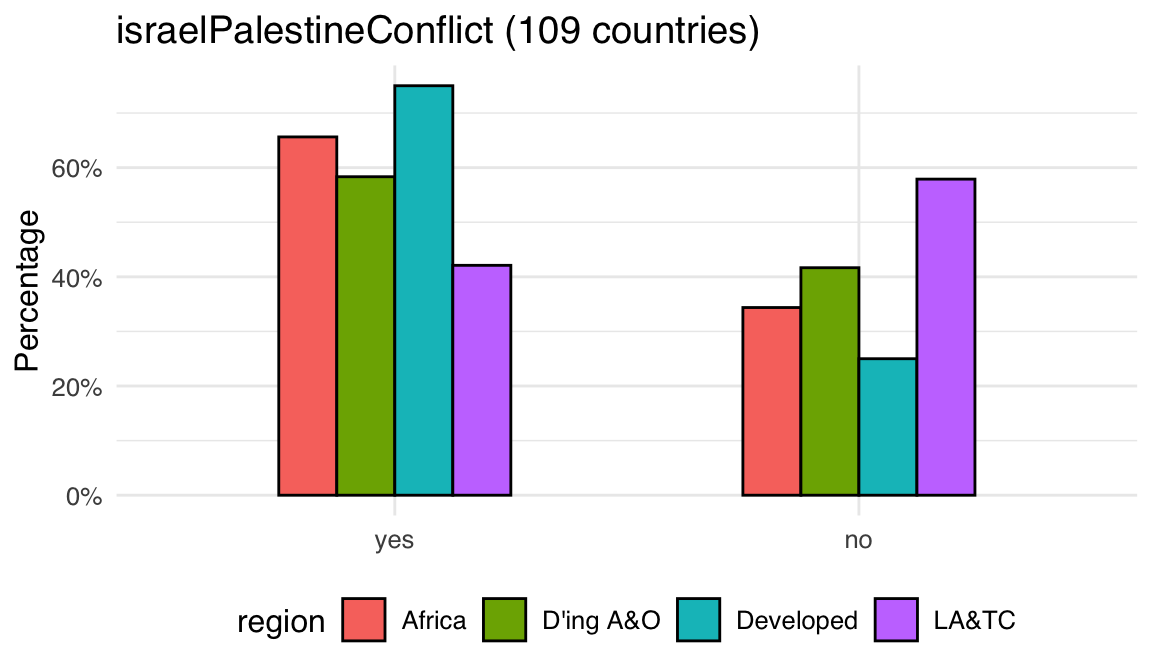 israelPalestineConflict (109 countries)
Percentage
60%
40%
20%
0%
yes no
region Africa D'ing A&O Developed LA&TC